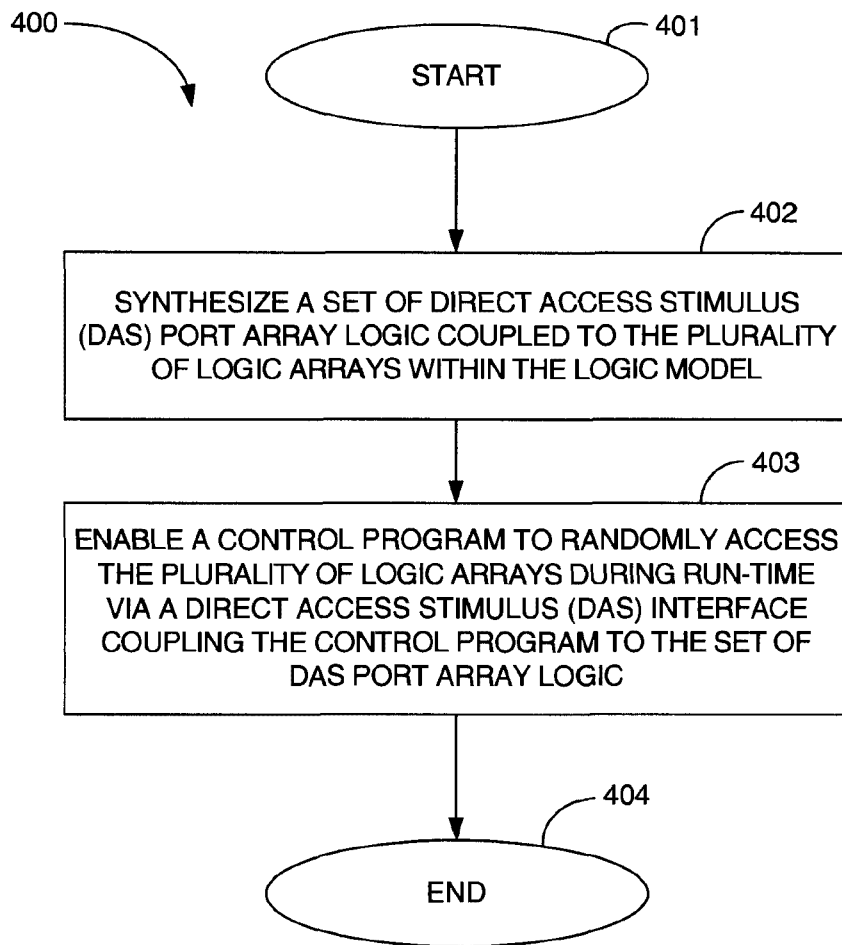 400
401
START
402
SYNTHESIZE A SET OF DIRECT ACCESS STIMULUS
(DAS) PORT ARRAY LOGIC COUPLED TO THE PLURALITY
OF LOGIC ARRAYS WITHIN THE LOGIC MODEL
403
ENABLE A CONTROL PROGRAM TO RANDOMLY ACCESS
THE PLURALITY OF LOGIC ARRAYS DURING RUN-TIME
VIA A DIRECT ACCESS STIMULUS (DAS) INTERFACE
COUPLING THE CONTROL PROGRAM TO THE SET OF
DAS PORT ARRAY LOGIC
404
END